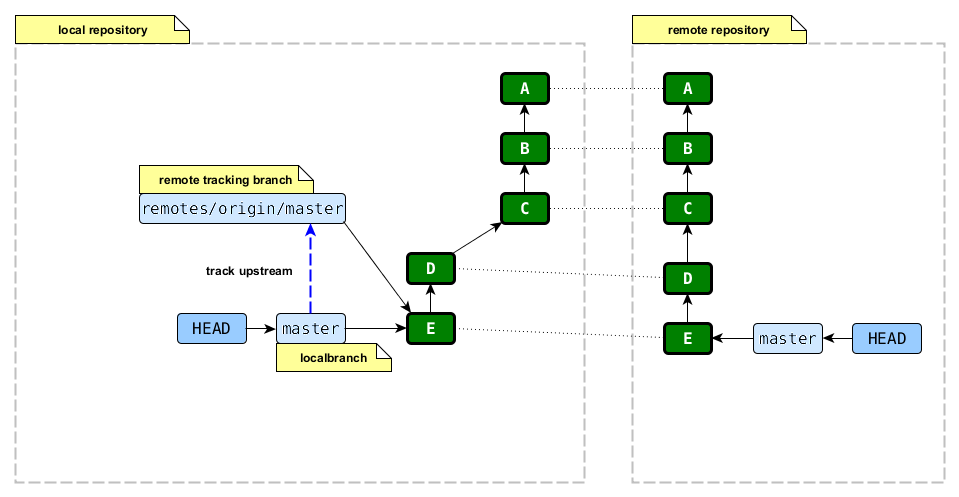 local repository
remote repository
A
A
B
B
remote tracking branch
remotes/origin/master
C
C
track upstream
D
D
HEAD
master
E
E
master
HEAD
localbranch